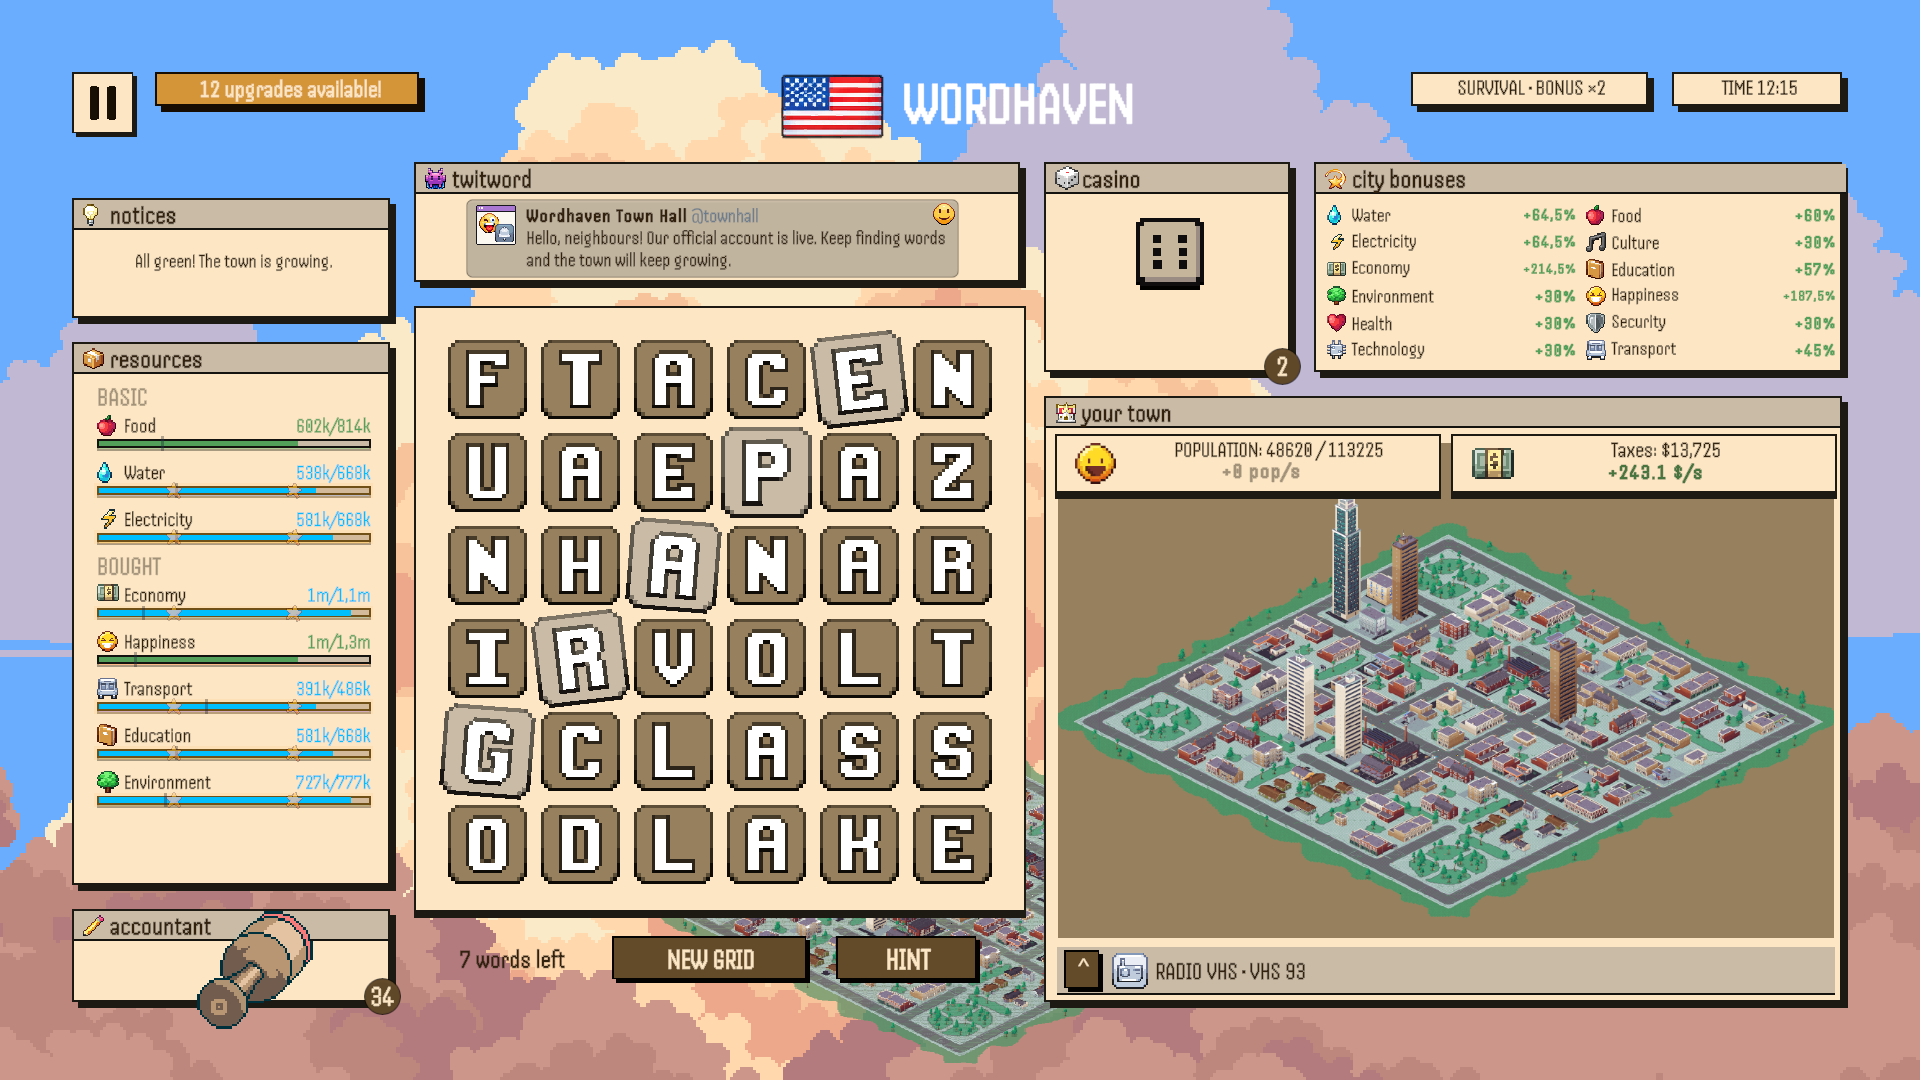 12 upgrades available!
WORDHAVEN
SURVIVAL · BONUS ×2
TIME 12:15
notices
All green! The town is growing.
resources
BASIC
Food 602k/814k
Water 538k/668k
Electricity 581k/668k
BOUGHT
Economy 1m/1,1m
Happiness 1m/1,3m
Transport 391k/486k
Education 581k/668k
Environment 727k/777k
accountant
34
twitword
Wordhaven Town Hall @townhall
Hello, neighbours! Our official account is live. Keep finding words
and the town will keep growing.
F T A C E N
U A E P A Z
N H A N A R
I R V O L T
G C L A S S
O D L A K E
7 words left
NEW GRID
HINT
casino
2
city bonuses
Water +64,5% Food +60%
Electricity +64,5% Culture +30%
Economy +214,5% Education +57%
Environment +30% Happiness +187,5%
Health +30% Security +30%
Technology +30% Transport +45%
your town
POPULATION: 48620 / 113225
+0 pop/s
Taxes: $13,725
+243.1 $/s
^
RADIO VHS · VHS 93